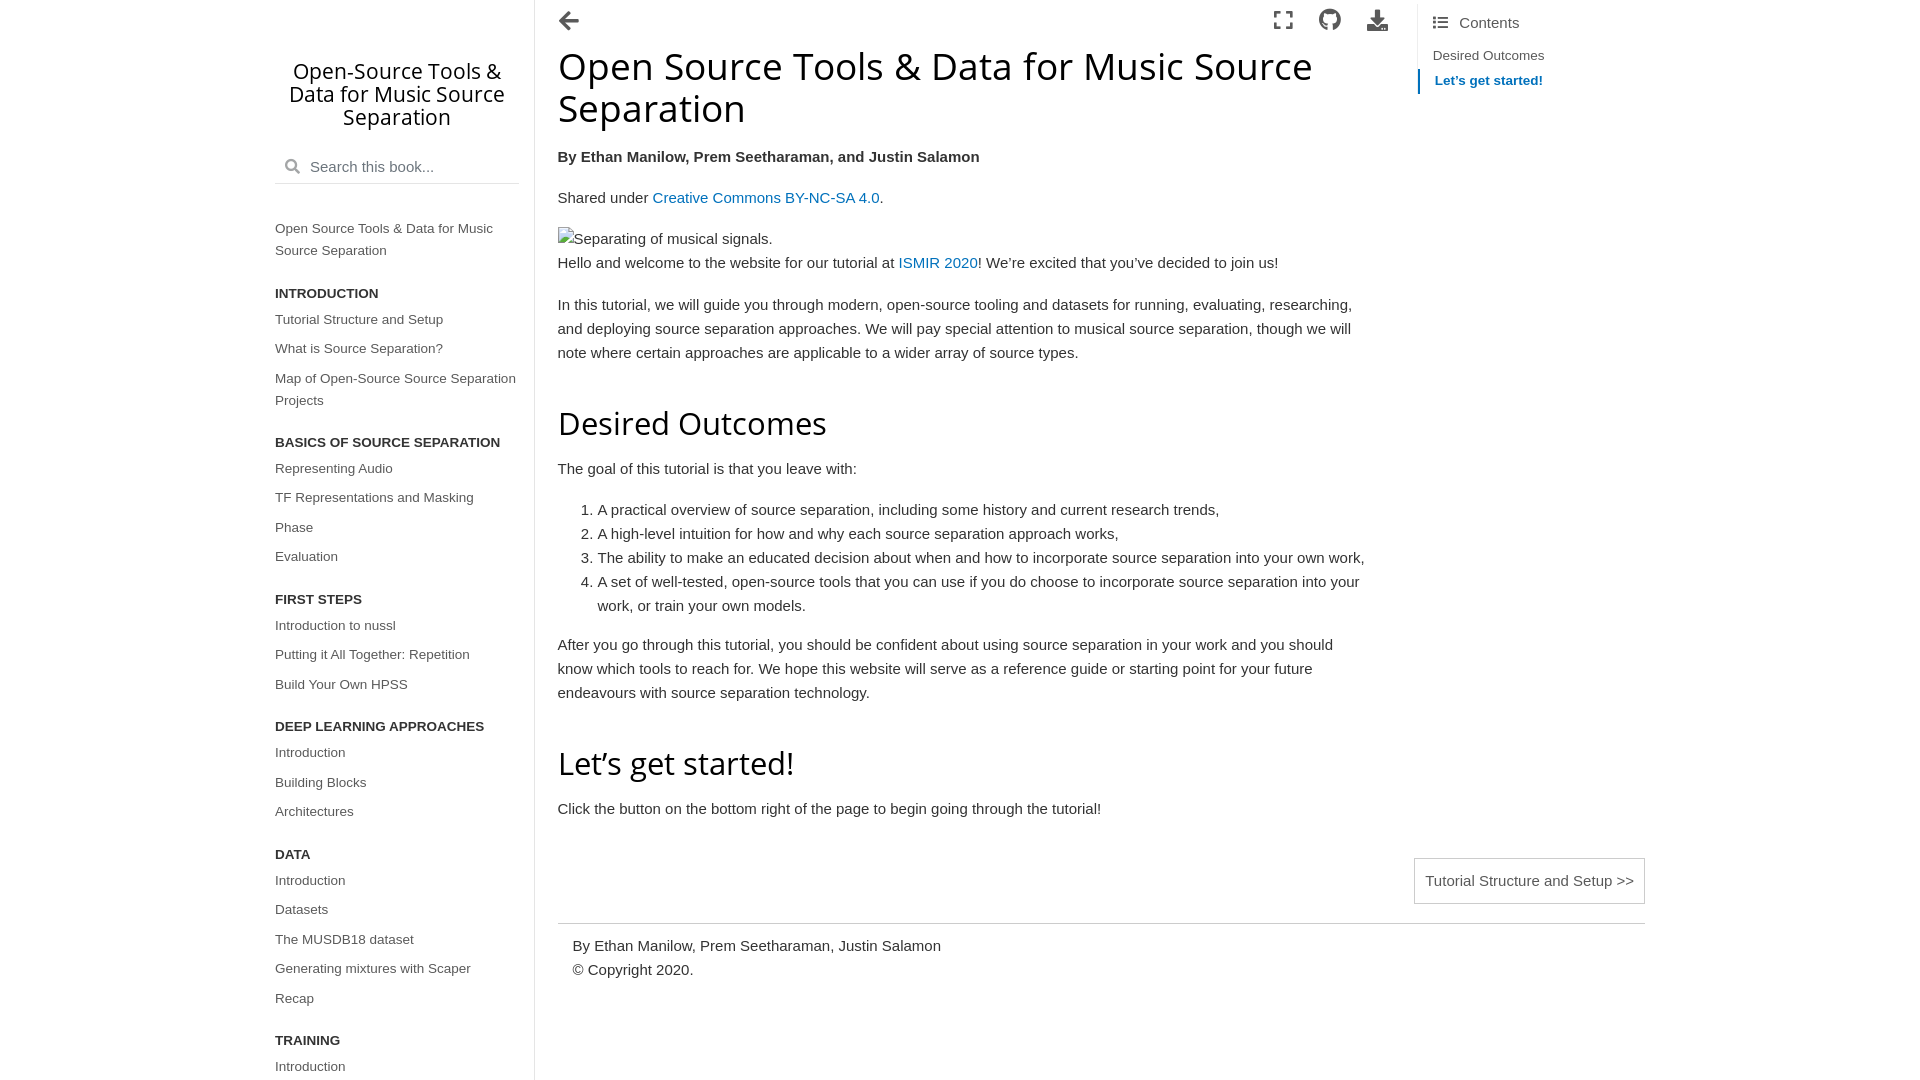 Open-Source Tools &
Data for Music Source
Separation
Search this book...
Open Source Tools & Data for Music
Source Separation
INTRODUCTION
Tutorial Structure and Setup
What is Source Separation?
Map of Open-Source Source Separation
Projects
BASICS OF SOURCE SEPARATION
Representing Audio
TF Representations and Masking
Phase
Evaluation
FIRST STEPS
Introduction to nussl
Putting it All Together: Repetition
Build Your Own HPSS
DEEP LEARNING APPROACHES
Introduction
Building Blocks
Architectures
DATA
Introduction
Datasets
The MUSDB18 dataset
Generating mixtures with Scaper
Recap
TRAINING
Introduction
Open Source Tools & Data for Music Source
Separation
By Ethan Manilow, Prem Seetharaman, and Justin Salamon
Shared under Creative Commons BY-NC-SA 4.0.
Separating of musical signals.
Hello and welcome to the website for our tutorial at ISMIR 2020! We’re excited that you’ve decided to join us!
In this tutorial, we will guide you through modern, open-source tooling and datasets for running, evaluating, researching,
and deploying source separation approaches. We will pay special attention to musical source separation, though we will
note where certain approaches are applicable to a wider array of source types.
Desired Outcomes
The goal of this tutorial is that you leave with:
1. A practical overview of source separation, including some history and current research trends,
2. A high-level intuition for how and why each source separation approach works,
3. The ability to make an educated decision about when and how to incorporate source separation into your own work,
4. A set of well-tested, open-source tools that you can use if you do choose to incorporate source separation into your
work, or train your own models.
After you go through this tutorial, you should be confident about using source separation in your work and you should
know which tools to reach for. We hope this website will serve as a reference guide or starting point for your future
endeavours with source separation technology.
Let’s get started!
Click the button on the bottom right of the page to begin going through the tutorial!
Tutorial Structure and Setup >>
By Ethan Manilow, Prem Seetharaman, Justin Salamon
© Copyright 2020.
Contents
Desired Outcomes
Let’s get started!